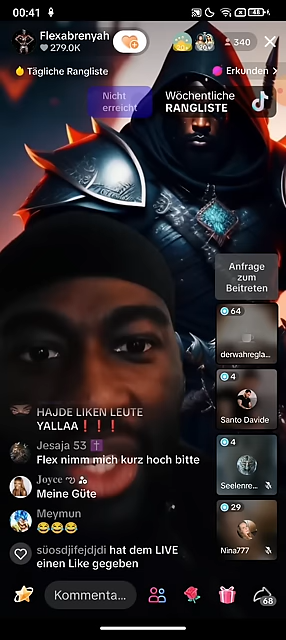 00:41
48
Flexabrenyah
279.0K
340
Tägliche Rangliste
Erkunden
Nicht
erreicht
Wöchentliche
RANGLISTE
Anfrage
zum
Beitreten
64
derwahregla...
4
Santo Davide
4
Seelenre...
29
Nina777
HAJDE LIKEN LEUTE
YALLAA❗❗❗
Jesaja 53 ✝️
Flex nimm mich kurz hoch bitte
Joyce
Meine Güte
Meymun
😂😂😂
süosdjifejdjdi hat dem LIVE
einen Like gegeben
Kommenta...
68